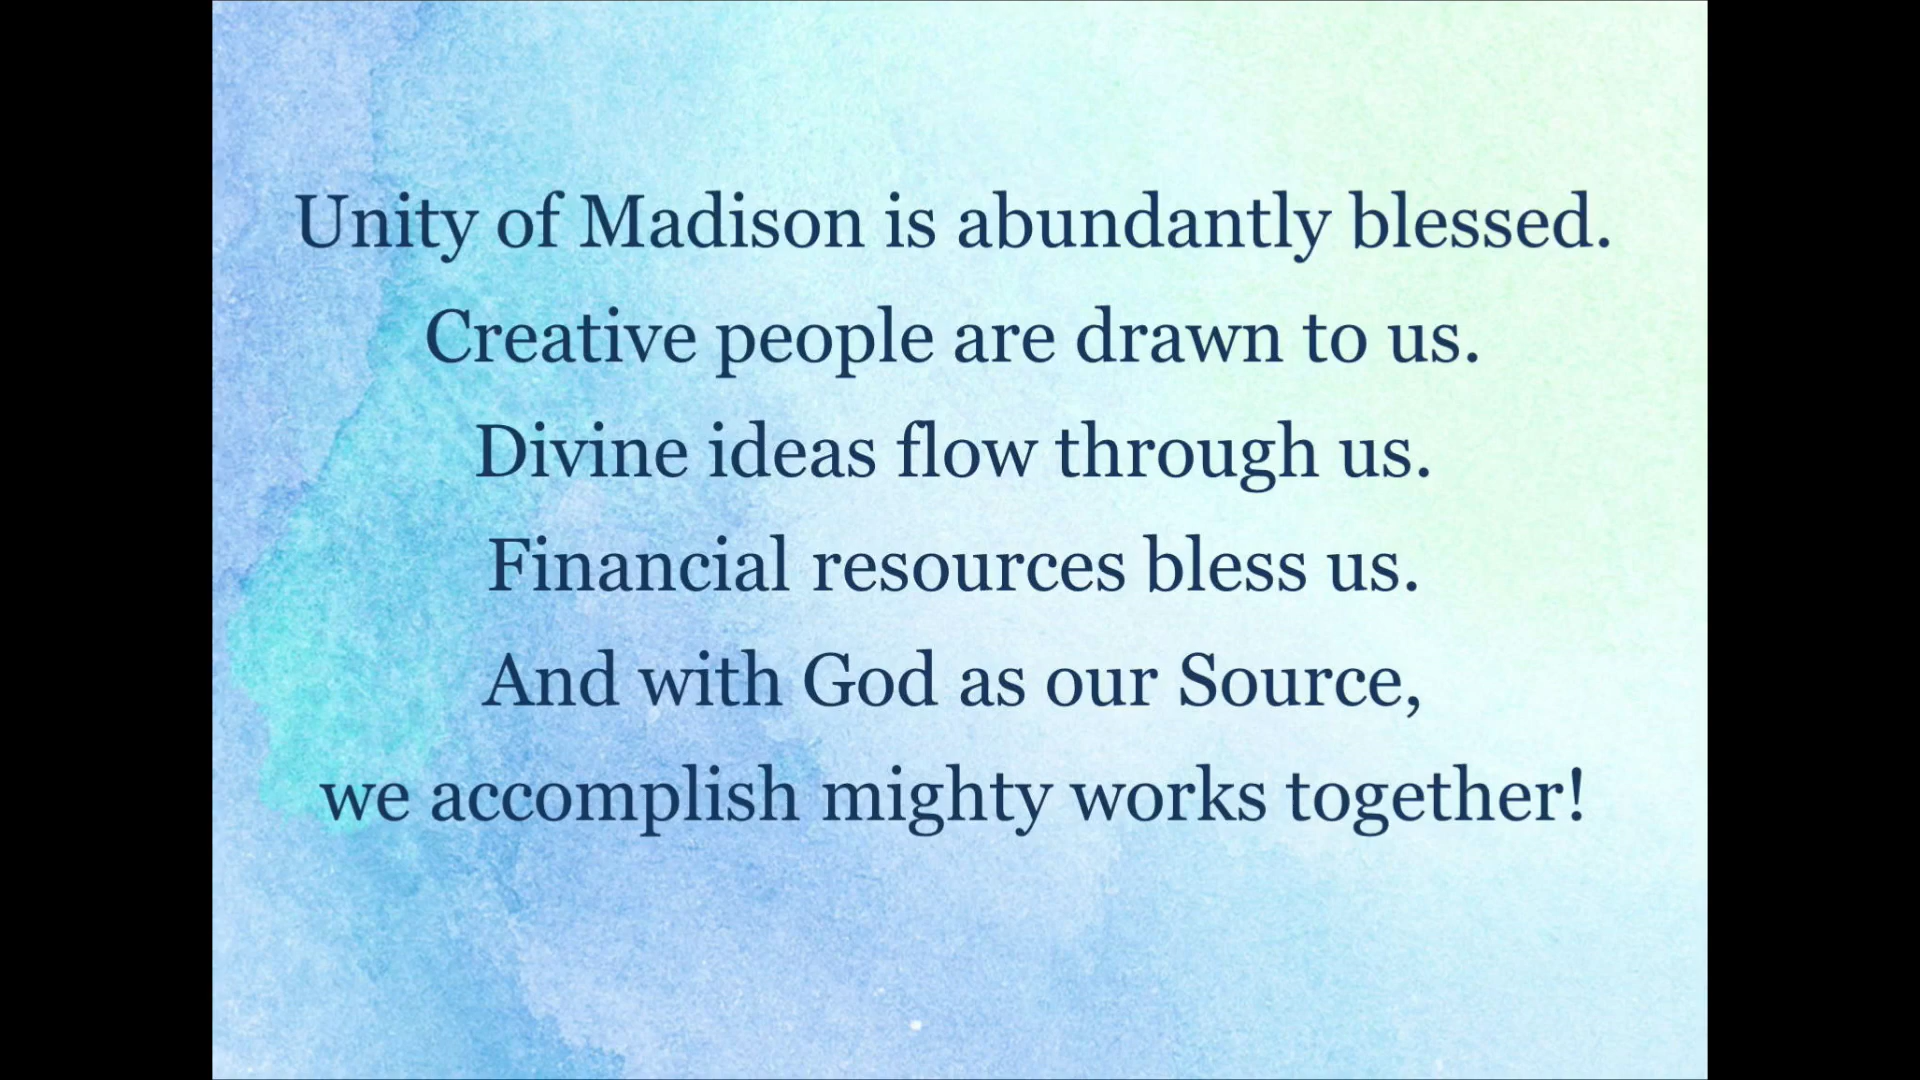 Unity of Madison is abundantly blessed.
Creative people are drawn to us.
Divine ideas flow through us.
Financial resources bless us.
And with God as our Source,
we accomplish mighty works together!